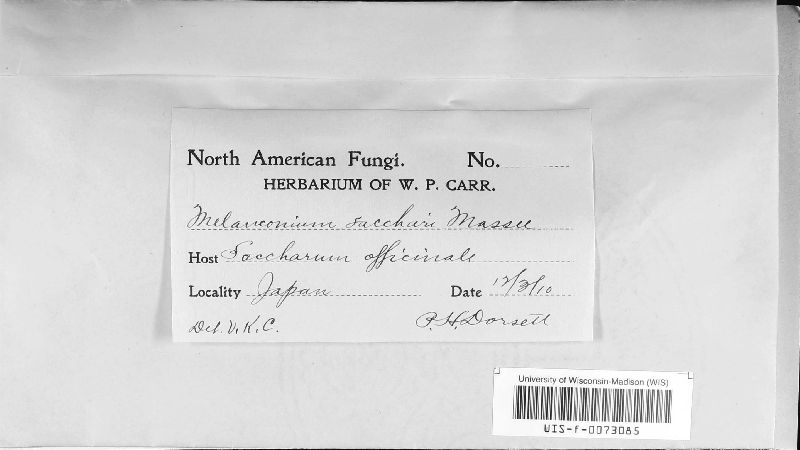 North American Fungi. No.
HERBARIUM OF W. P. CARR.
Melanconium sacchari Massee
Host Saccharum officinale
Locality Japan Date 12/3/10
Det. V.K.C. P.H. Dorsett
University of Wisconsin-Madison (WIS)
WIS-f-0073085